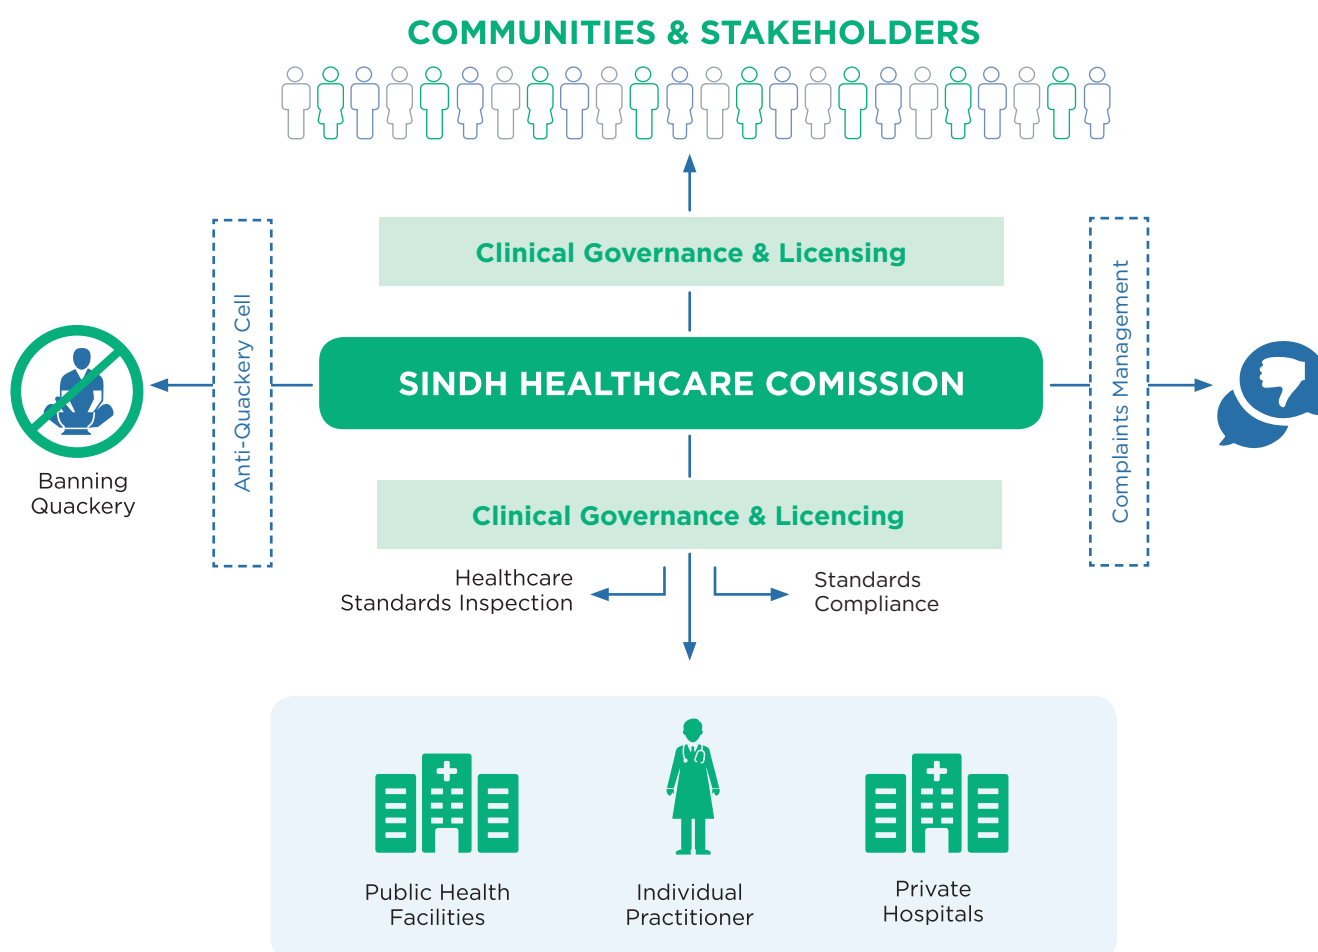 COMMUNITIES & STAKEHOLDERS
Clinical Governance & Licensing
Anti-Quackery Cell
SINDH HEALTHCARE COMISSION
Complaints Management
Banning
Quackery
Clinical Governance & Licencing
Healthcare
Standards Inspection
Standards
Compliance
Public Health
Facilities
Individual
Practitioner
Private
Hospitals